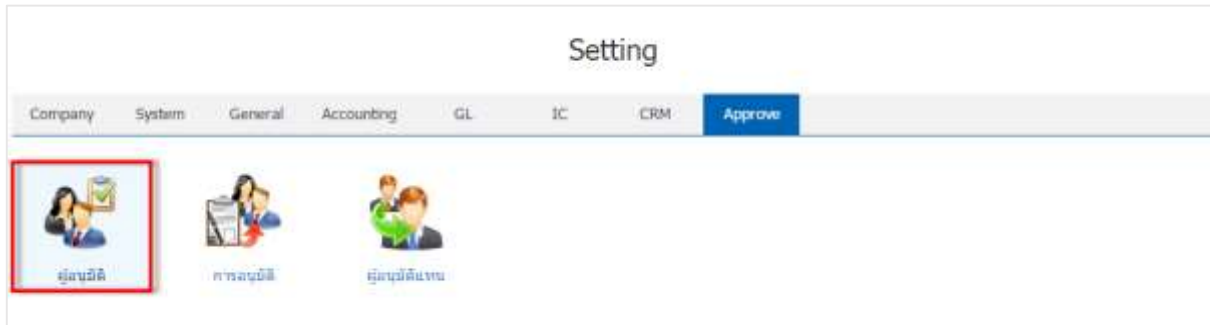 Setting
Company System General Accounting GL IC CRM Approve
ผู้อนุมัติ การอนุมัติ ผู้อนุมัติแทน